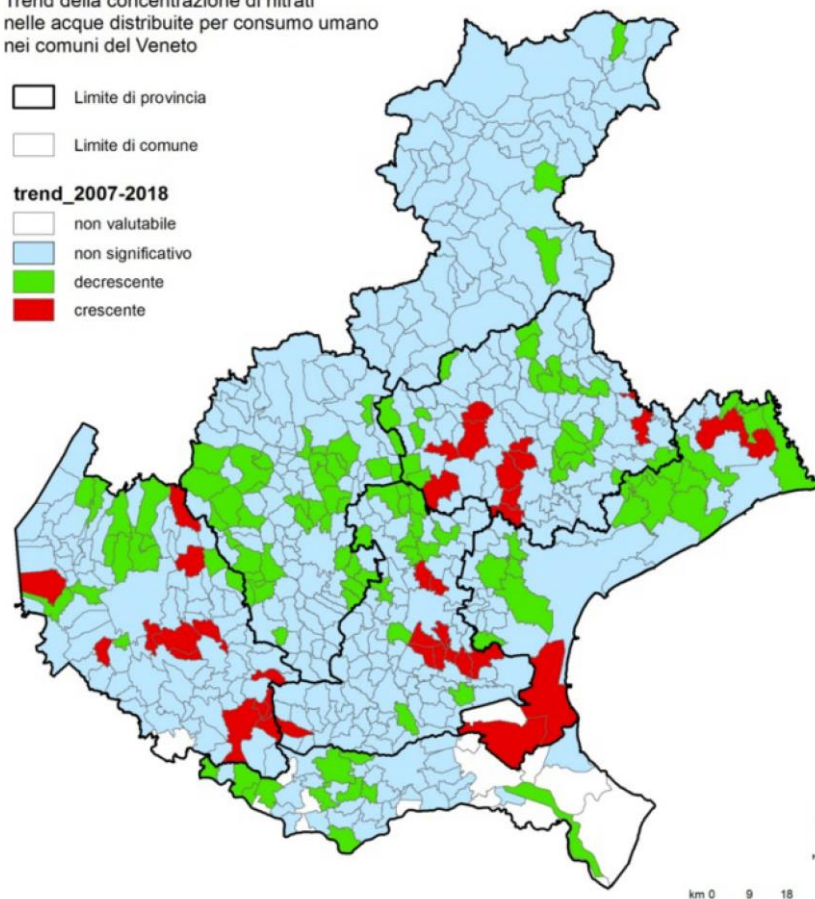 Trend della concentrazione di nitrati
nelle acque distribuite per consumo umano
nei comuni del Veneto
Limite di provincia
Limite di comune
trend_2007-2018
non valutabile
non significativo
decrescente
crescente
km 0 9 18